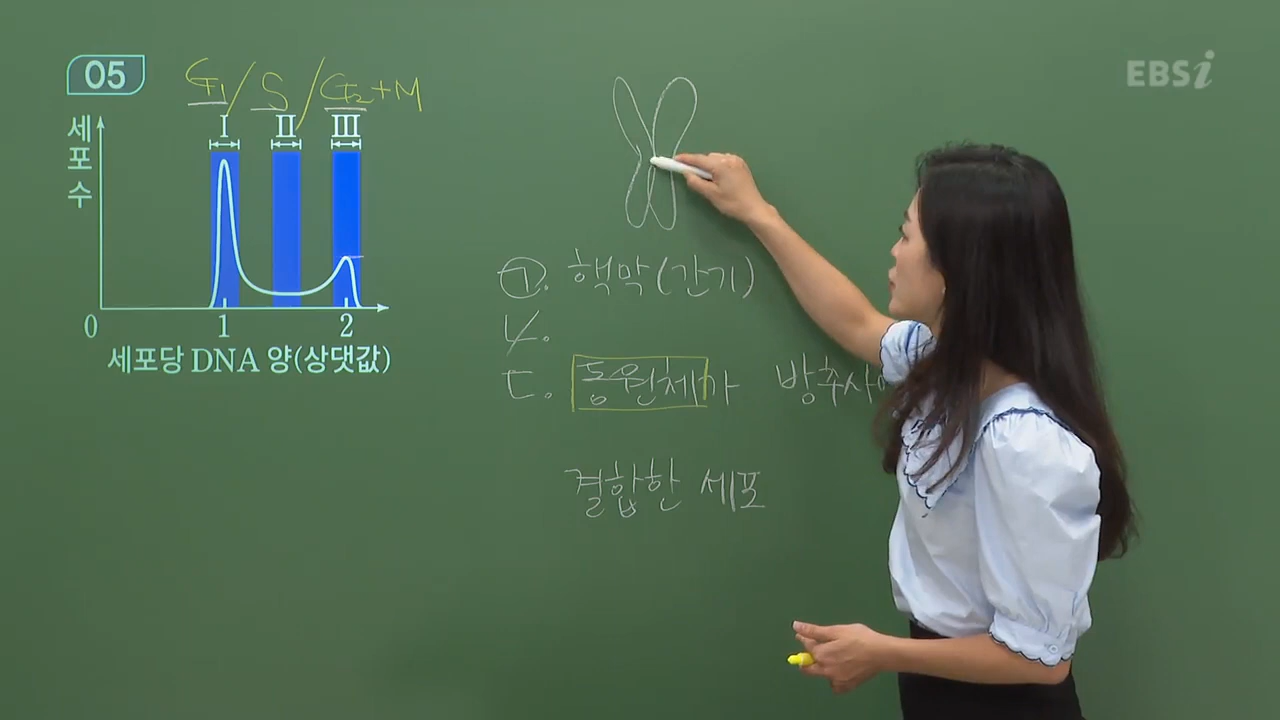 05
EBSi
G₁ / S / G₂+M
I II III
세포수
0 1 2
세포당 DNA 양(상댓값)
ㄱ. 핵막(간기)
ㄴ.
ㄷ. 동원체가 방추사에
결합한 세포